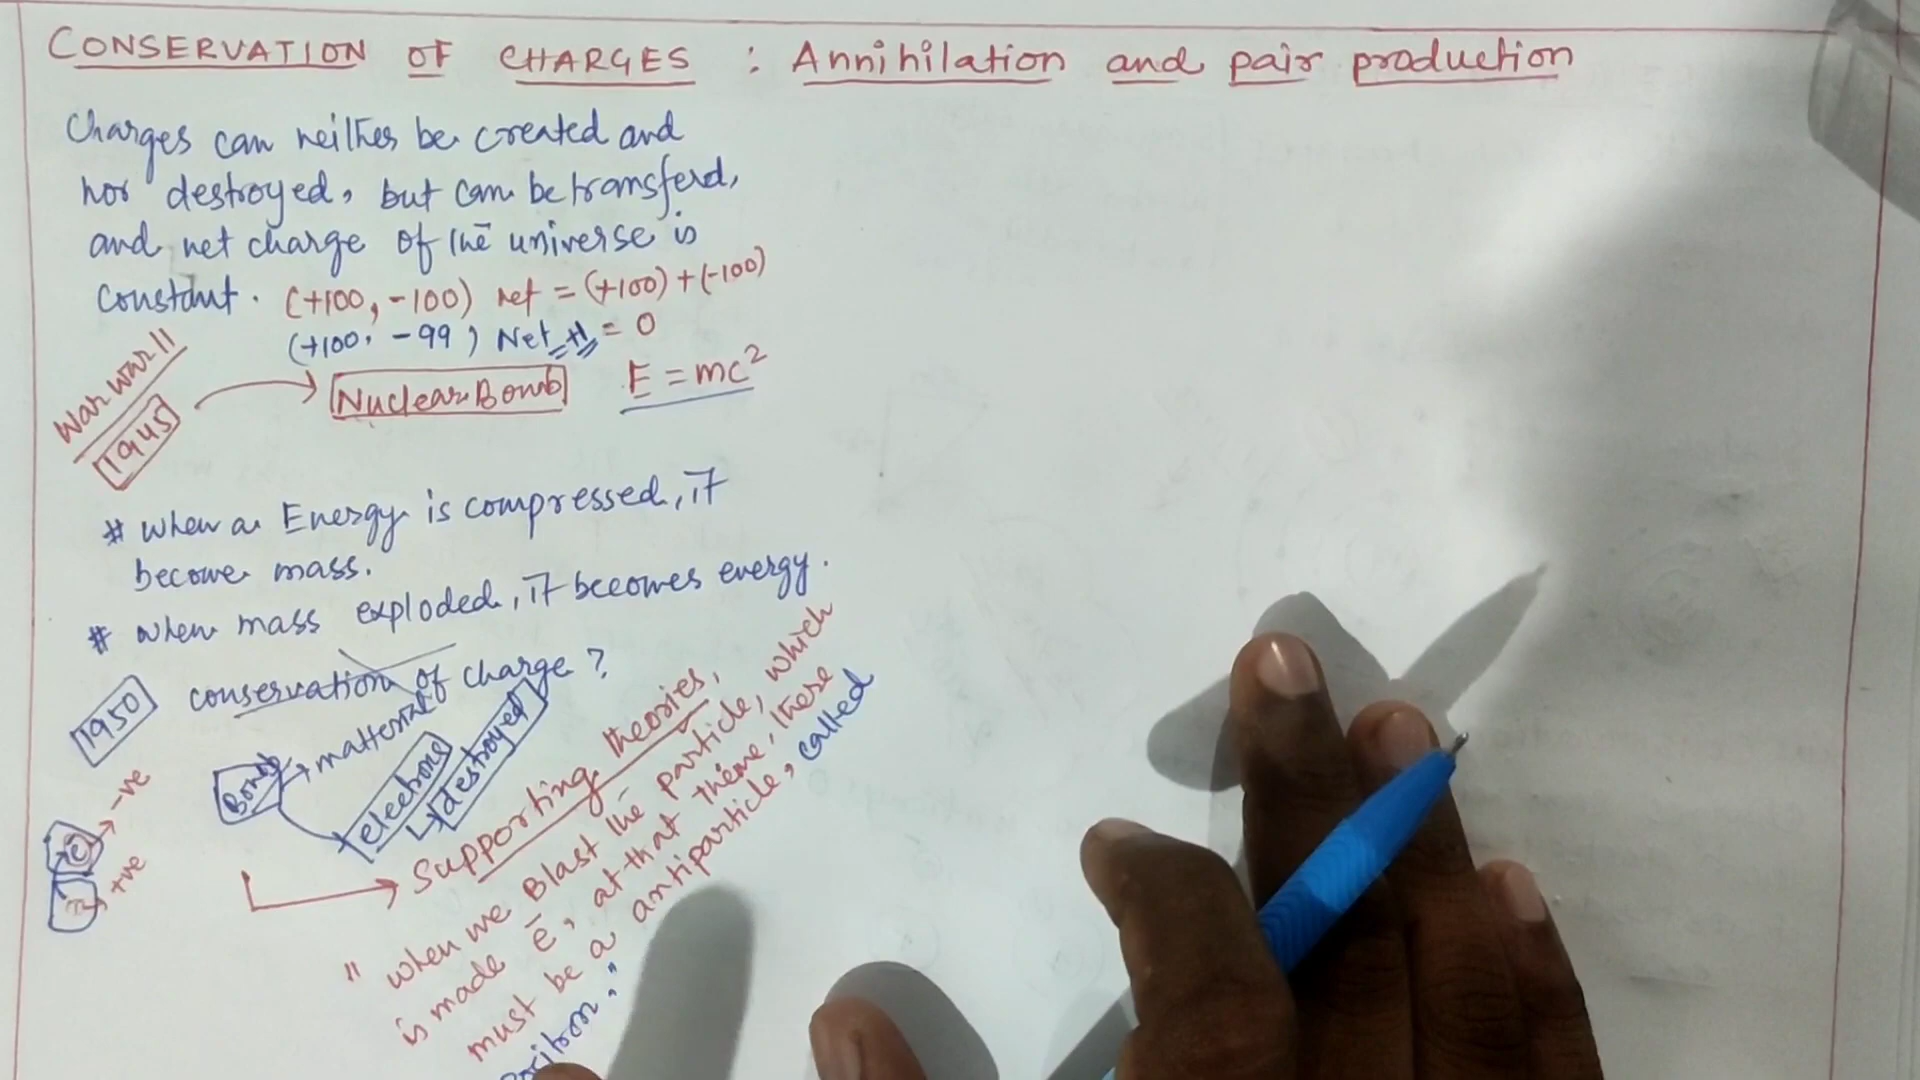 CONSERVATION OF CHARGES : Annihilation and pair production
Charges can neither be created and
nor destroyed, but can be transferd,
and net charge of the universe is
constant. (+100, -100) net = (+100) + (-100)
(+100, -99) Net +1 = 0
War war II
1945
Nuclear Bomb
E = mc²
# when a Energy is compressed, it
become mass.
# when mass exploded, it becomes energy.
1950
conservation of charge ?
Bomb
material
electrons
destroyed
e -ve
+ve
Supporting theories,
" when we Blast the particle, which
is made ē, at that theme, there
must be a antiparticle, called